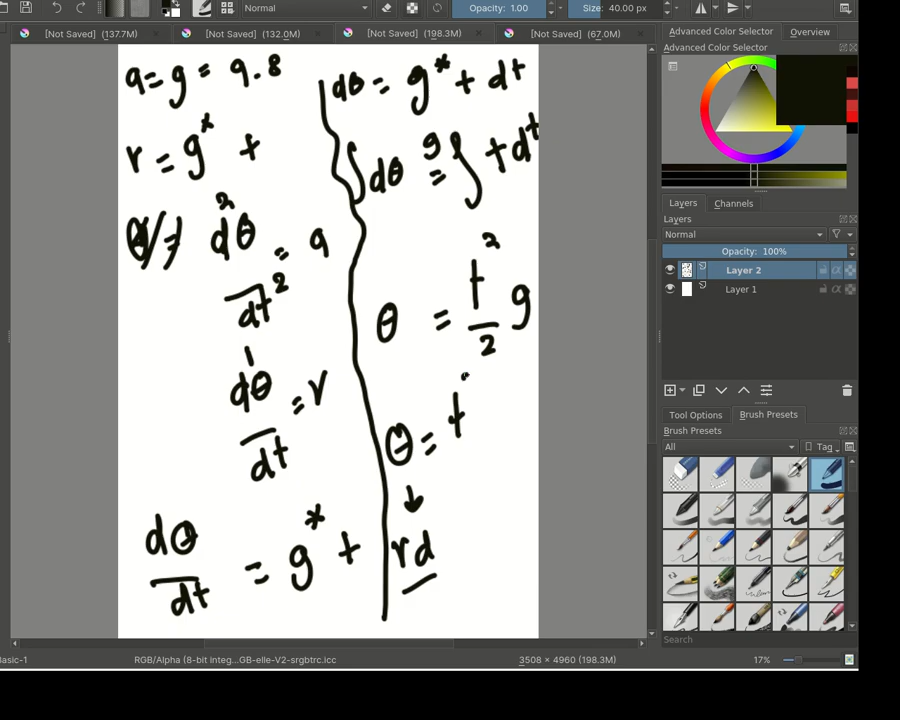 Normal
Opacity: 1.00
Size: 40.00 px
[Not Saved] (137.7M)
[Not Saved] (132.0M)
[Not Saved] (198.3M)
[Not Saved] (67.0M)
a=g= 9.8
r = g* t
d²θ = a
dt²
dθ = r
dt
dθ = g* t
dt
dθ = g* t dt
∫dθ = g∫ t dt
θ = t² g
2
θ = t
rd
Advanced Color Selector
Overview
Advanced Color Selector
Layers
Channels
Layers
Normal
Opacity: 100%
Layer 2
Layer 1
Tool Options
Brush Presets
Brush Presets
All
Tag
Search
asic-1
RGB/Alpha (8-bit integ...GB-elle-V2-srgbtrc.icc
3508 × 4960 (198.3M)
17%